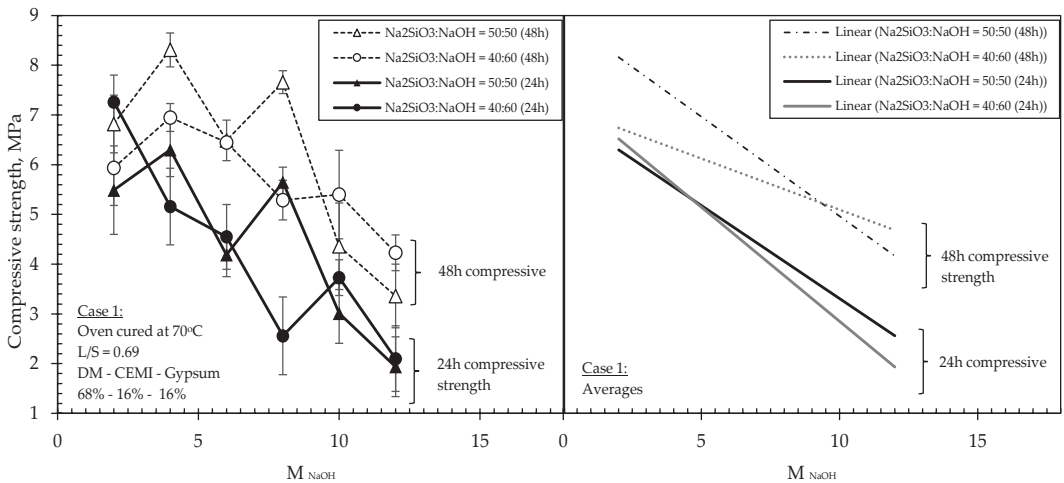 9
8
7
6
5
4
3
2
1
Compressive strength, MPa
Na2SiO3:NaOH = 50:50 (48h)
Na2SiO3:NaOH = 40:60 (48h)
Na2SiO3:NaOH = 50:50 (24h)
Na2SiO3:NaOH = 40:60 (24h)
48h compressive
24h compressive
strength
Case 1:
Oven cured at 70ºC
L/S = 0.69
DM - CEMI - Gypsum
68% - 16% - 16%
0 5 10 15
M NaOH
Linear (Na2SiO3:NaOH = 50:50 (48h))
Linear (Na2SiO3:NaOH = 40:60 (48h))
Linear (Na2SiO3:NaOH = 50:50 (24h))
Linear (Na2SiO3:NaOH = 40:60 (24h))
48h compressive
strength
24h compressive
Case 1:
Averages
0 5 10 15
M NaOH